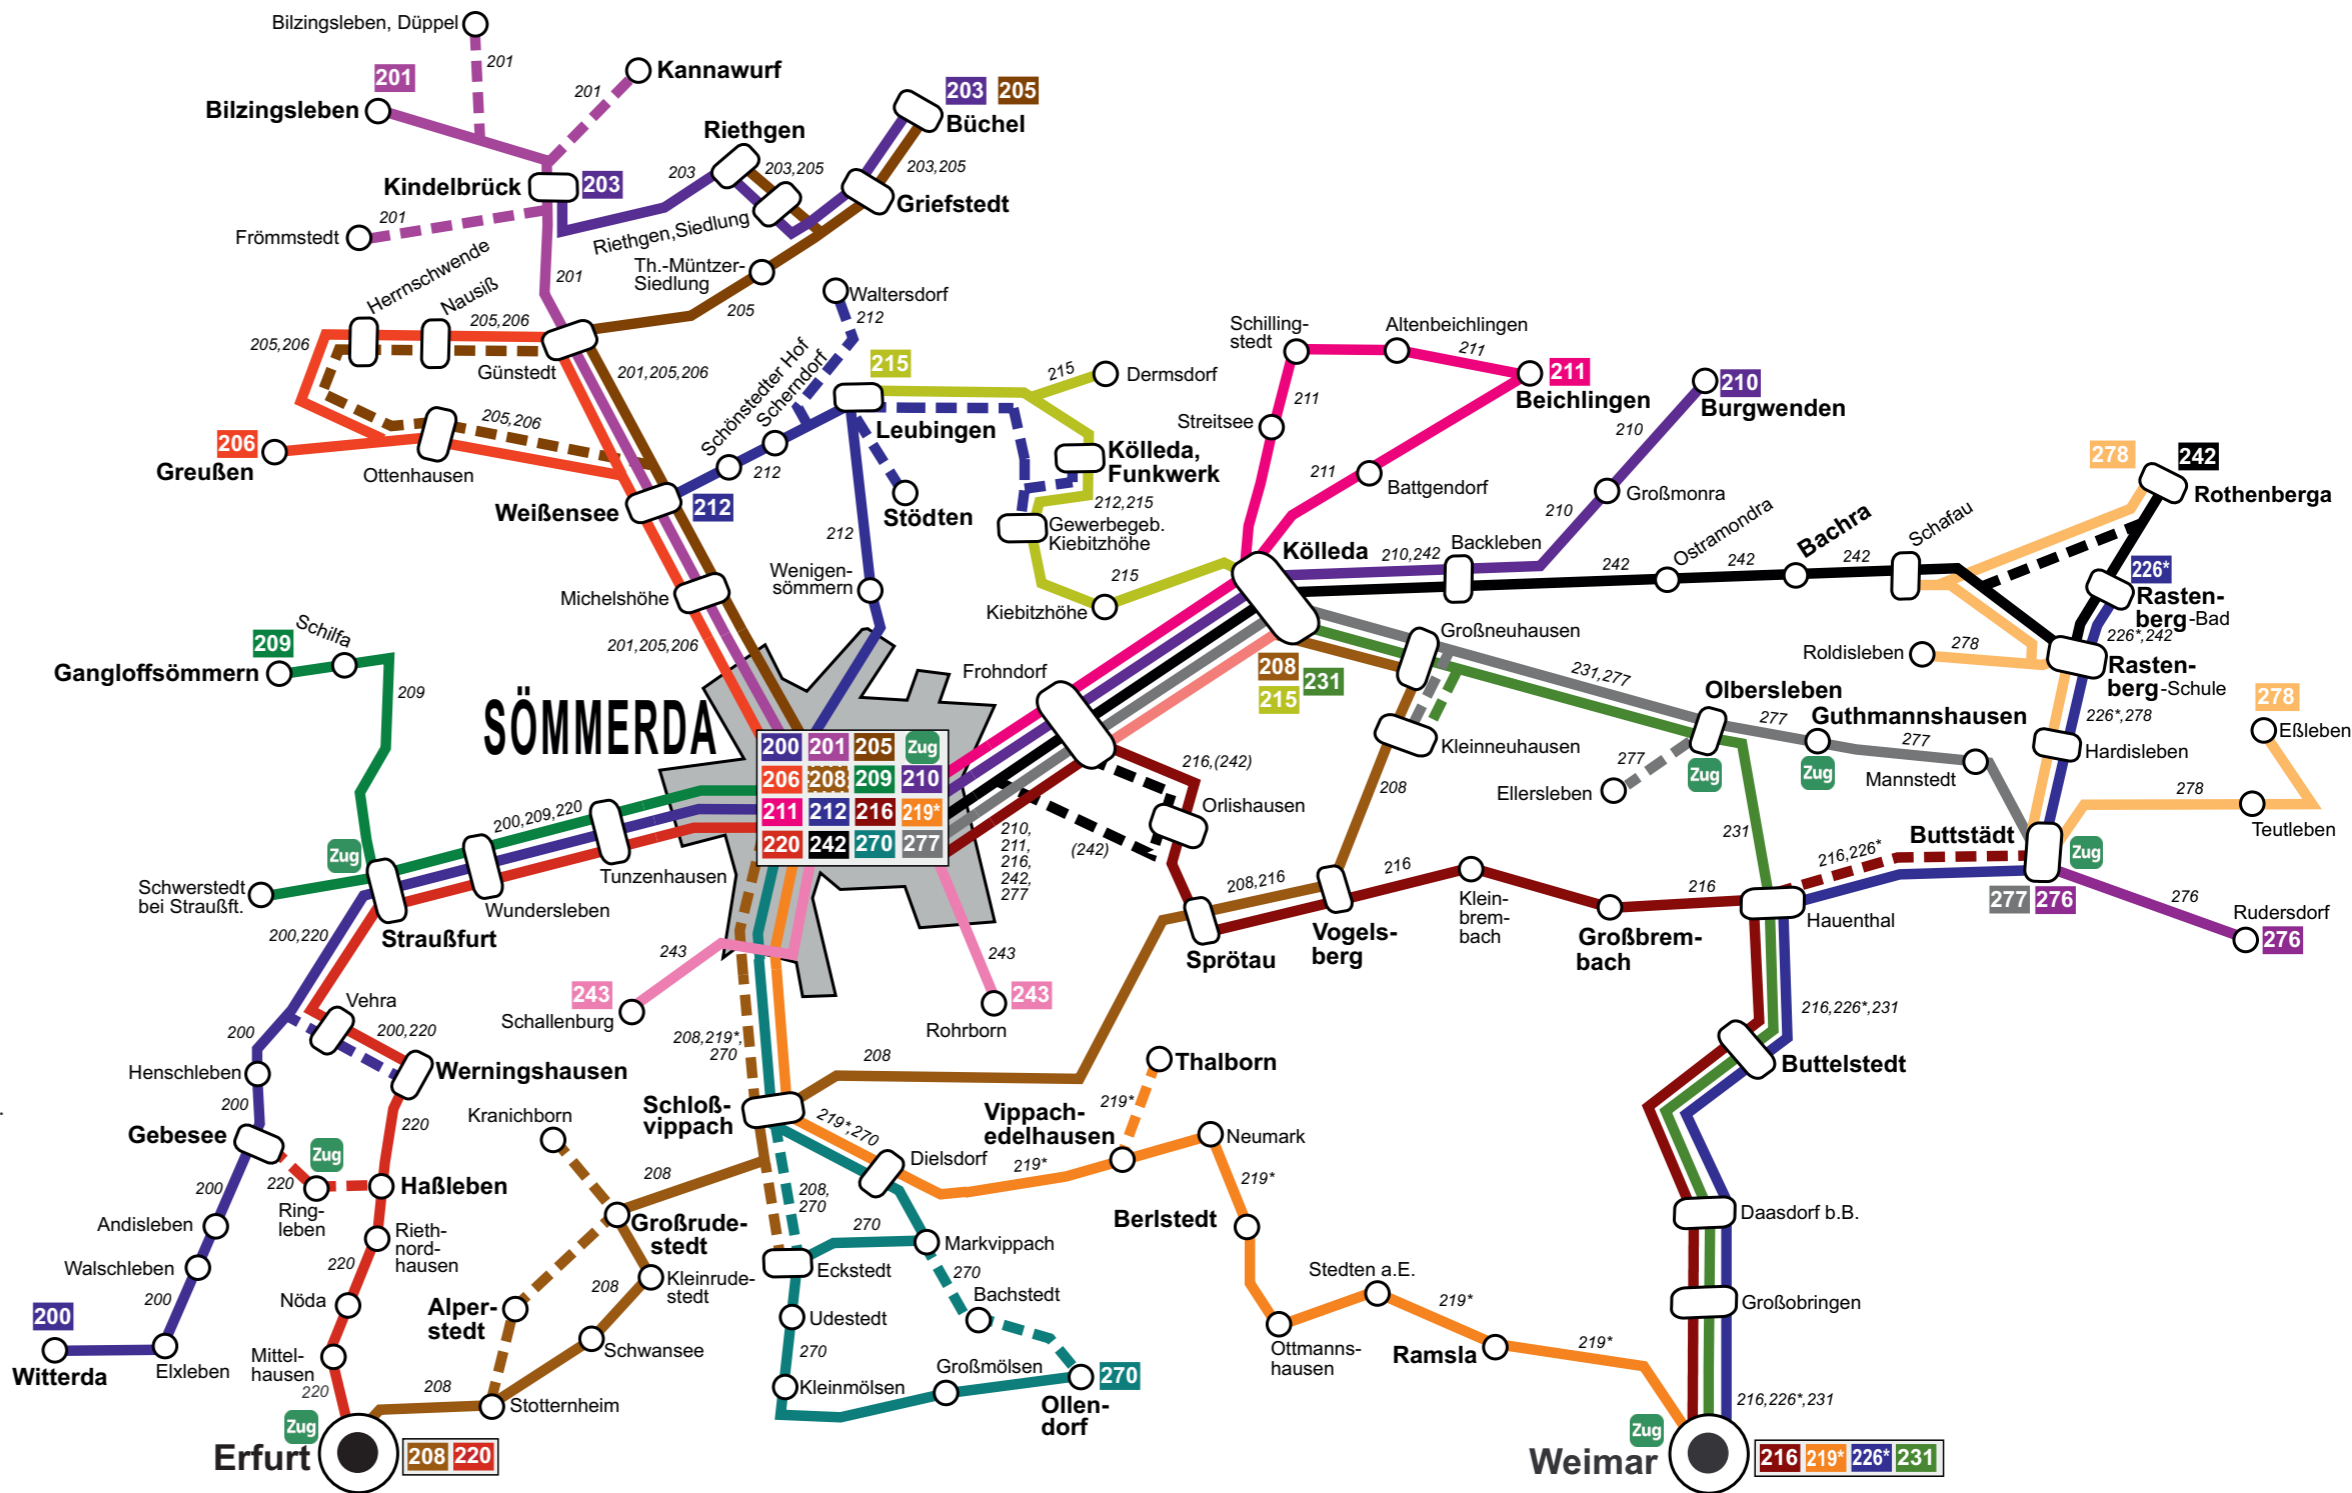 Bilzingsleben, Düppel
201
201
Bilzingsleben
201
Kannawurf
203 205
Büchel
Riethgen
203
203,205
203,205
Kindelbrück
203
Griefstedt
201
Frömmstedt
Riethgen,Siedlung
Th.-Müntzer-
Siedlung
201
205
Herrnschwende
Nausiß
205,206
205,206
Günstedt
201,205,206
205,206
206
Greußen
Ottenhausen
Weißensee
212
Schönstedter Hof
Scherndorf
212
Waltersdorf
212
215
Leubingen
215
Dermsdorf
Kölleda,
Funkwerk
212,215
Stödten
Gewerbegeb.
Kiebitzhöhe
212
Wenigen-
sömmern
Kiebitzhöhe
215
Michelshöhe
201,205,206
Schilling-
stedt
Altenbeichlingen
211
211
Beichlingen
211
Streitsee
211
Battgendorf
210
Burgwenden
210
Großmonra
210
Kölleda
210,242
Backleben
242
Ostramondra
242
Bachra
242
Schafau
278
242
Rothenberga
226*
Rasten-
berg-Bad
226*,242
Roldisleben
278
Rasten-
berg-Schule
226*,278
Hardisleben
278
Eßleben
278
Teutleben
209
Schilfa
Gangloffsömmern
209
SÖMMERDA
200 201 205 Zug
206 208 209 210
211 212 216 219*
220 242 270 277
Frohndorf
208 231
215
Großneuhausen
231,277
Kleinneuhausen
208
Olbersleben
277
Zug
Guthmannshausen
Zug
277
Mannstedt
277
Ellersleben
231
216,(242)
Orlishausen
(242)
210,
211,
216,
242,
277
Buttstädt
Zug
277 276
276
Rudersdorf
276
216,226*
Hauenthal
208,216
216
Klein-
brem-
bach
216
Großbrem-
bach
Vogels-
berg
Sprötau
200,209,220
Tunzenhausen
Wundersleben
Zug
Schwerstedt
bei Straußft.
Straußfurt
200,220
Vehra
200,220
Werningshausen
200
Henschleben
200
Gebesee
220
Zug
220
Ring-
leben
Haßleben
200
Andisleben
Rieth-
nord-
hausen
Walschleben
220
200
Nöda
200
Witterda
Elxleben
Mittel-
hausen
220
Zug
Erfurt
208 220
243
243
Schallenburg
243
243
Rohrborn
208,219*,
270
208
Schloß-
vippach
219*,270
Dielsdorf
Kranichborn
208
Großrude-
stedt
208,
270
270
Markvippach
Eckstedt
Kleinrude-
stedt
208
Alper-
stedt
Schwansee
208
Stotternheim
Udestedt
270
270
Bachstedt
Kleinmölsen
Großmölsen
270
Ollen-
dorf
Thalborn
219*
Vippach-
edelhausen
219*
Neumark
219*
Berlstedt
Stedten a.E.
219*
Ottmanns-
hausen
Ramsla
219*
216,226*,231
Buttelstedt
Daasdorf b.B.
Großobringen
216,226*,231
Zug
Weimar
216 219* 226* 231